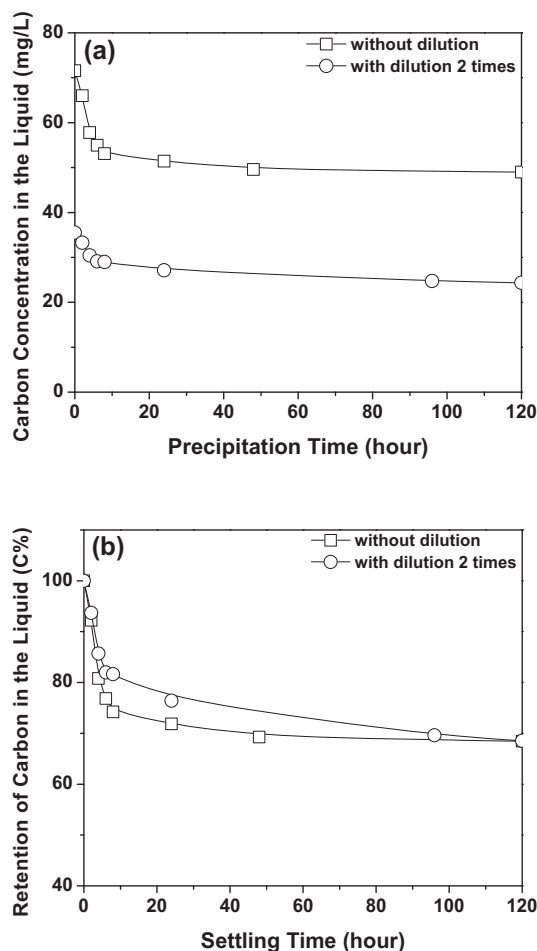 Carbon Concentration in the Liquid (mg/L)
80
60
40
20
0
(a)
without dilution
with dilution 2 times
0 20 40 60 80 100 120
Precipitation Time (hour)
Retention of Carbon in the Liquid (C%)
100
80
60
40
(b)
without dilution
with dilution 2 times
0 20 40 60 80 100 120
Settling Time (hour)